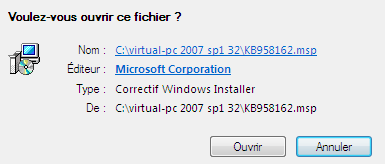 Voulez-vous ouvrir ce fichier ?
Nom : C:\virtual-pc 2007 sp1 32\KB958162.msp
Éditeur : Microsoft Corporation
Type : Correctif Windows Installer
De : C:\virtual-pc 2007 sp1 32\KB958162.msp
Ouvrir Annuler